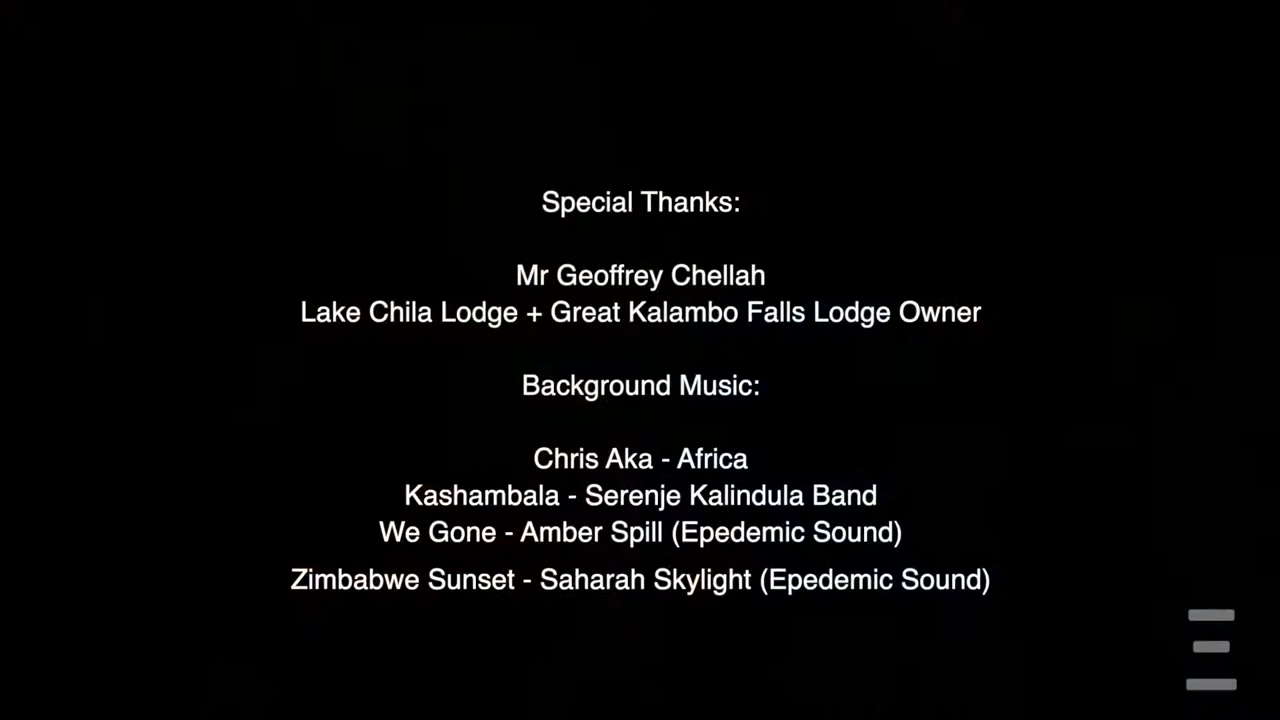 Special Thanks:
Mr Geoffrey Chellah
Lake Chila Lodge + Great Kalambo Falls Lodge Owner
Background Music:
Chris Aka - Africa
Kashambala - Serenje Kalindula Band
We Gone - Amber Spill (Epedemic Sound)
Zimbabwe Sunset - Saharah Skylight (Epedemic Sound)